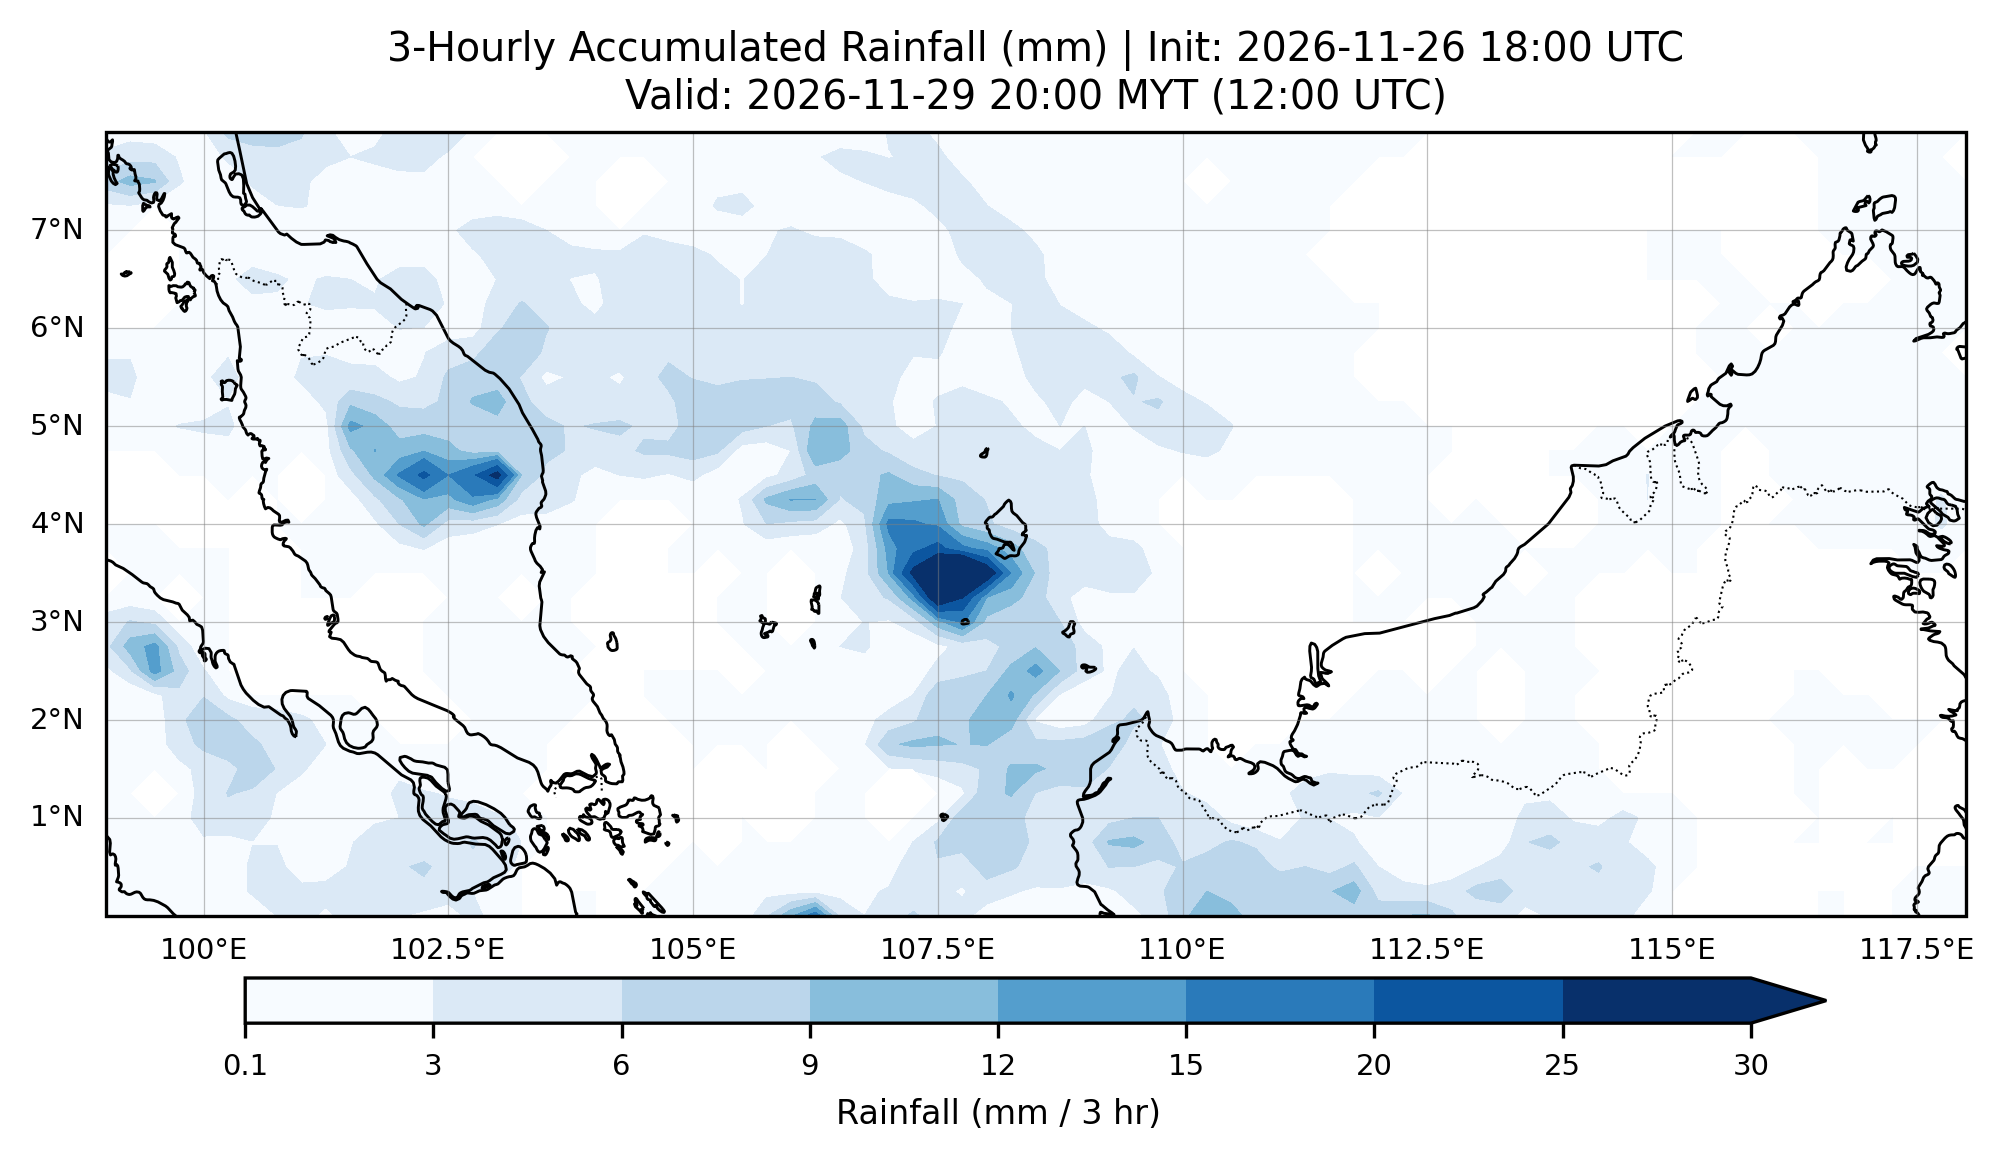 3-Hourly Accumulated Rainfall (mm) | Init: 2026-11-26 18:00 UTC
Valid: 2026-11-29 20:00 MYT (12:00 UTC)
7°N
6°N
5°N
4°N
3°N
2°N
1°N
100°E 102.5°E 105°E 107.5°E 110°E 112.5°E 115°E 117.5°E
0.1 3 6 9 12 15 20 25 30
Rainfall (mm / 3 hr)